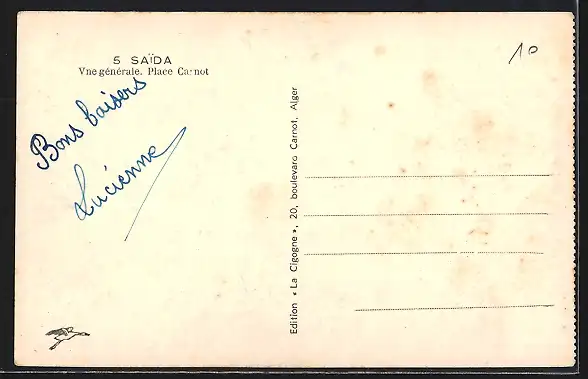 5 SAÏDA
Vue générale. Place Carnot
Bons baisers
Lucienne
Edition « La Cigogne », 20, boulevard Carnot, Alger
10